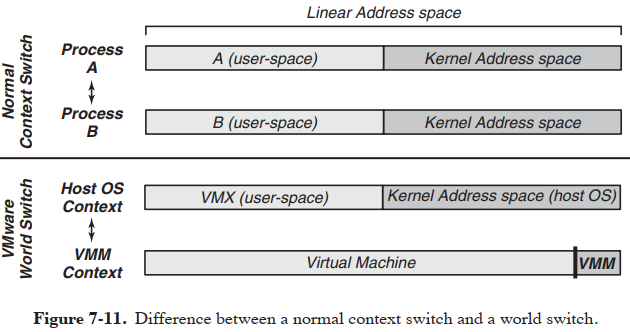 Linear Address space
Normal
Context Switch
Process
A
A (user-space)
Kernel Address space
Process
B
B (user-space)
Kernel Address space
VMware
World Switch
Host OS
Context
VMX (user-space)
Kernel Address space (host OS)
VMM
Context
Virtual Machine
VMM
Figure 7-11. Difference between a normal context switch and a world switch.